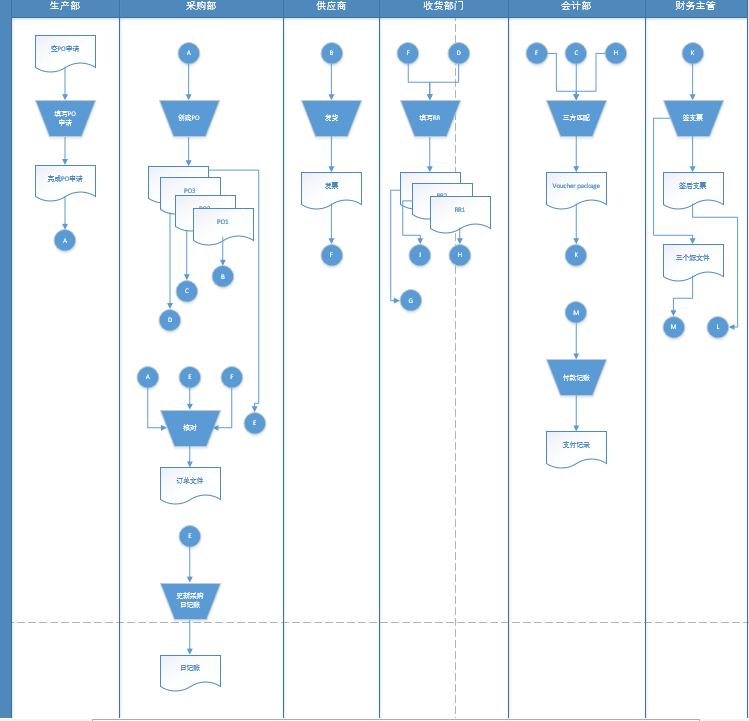 生产部
采购部
供应商
收货部门
会计部
财务主管
空PO申请
填写PO
申请
完成PO申请
A
A
创建PO
PO3
PO2
PO1
B
C
D
A
E
F
E
核对
订单文件
E
更新采购
日记账
日记账
B
发货
发票
F
F
D
填写RR
RR2
RR1
I
H
G
F
C
H
三方匹配
Voucher package
K
M
付款记账
支付记录
K
签支票
签后支票
三个源文件
M
L